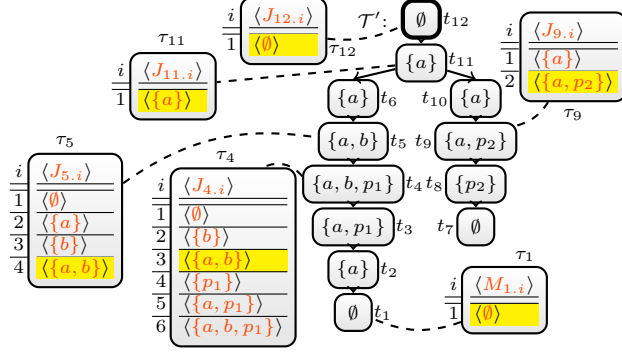 𝒯′: ∅ t₁₂
{a} t₁₁
{a} t₆
t₁₀ {a}
{a, b} t₅
t₉ {a, p₂}
{a, b, p₁} t₄
t₈ {p₂}
{a, p₁} t₃
t₇ ∅
{a} t₂
∅ t₁
τ₁₂
i ⟨J₁₂.ᵢ⟩
1 ⟨∅⟩
τ₁₁
i ⟨J₁₁.ᵢ⟩
1 ⟨{a}⟩
τ₉
i ⟨J₉.ᵢ⟩
1 ⟨{a}⟩
2 ⟨{a, p₂}⟩
τ₅
i ⟨J₅.ᵢ⟩
1 ⟨∅⟩
2 ⟨{a}⟩
3 ⟨{b}⟩
4 ⟨{a, b}⟩
τ₄
i ⟨J₄.ᵢ⟩
1 ⟨∅⟩
2 ⟨{b}⟩
3 ⟨{a, b}⟩
4 ⟨{p₁}⟩
5 ⟨{a, p₁}⟩
6 ⟨{a, b, p₁}⟩
τ₁
i ⟨M₁.ᵢ⟩
1 ⟨∅⟩